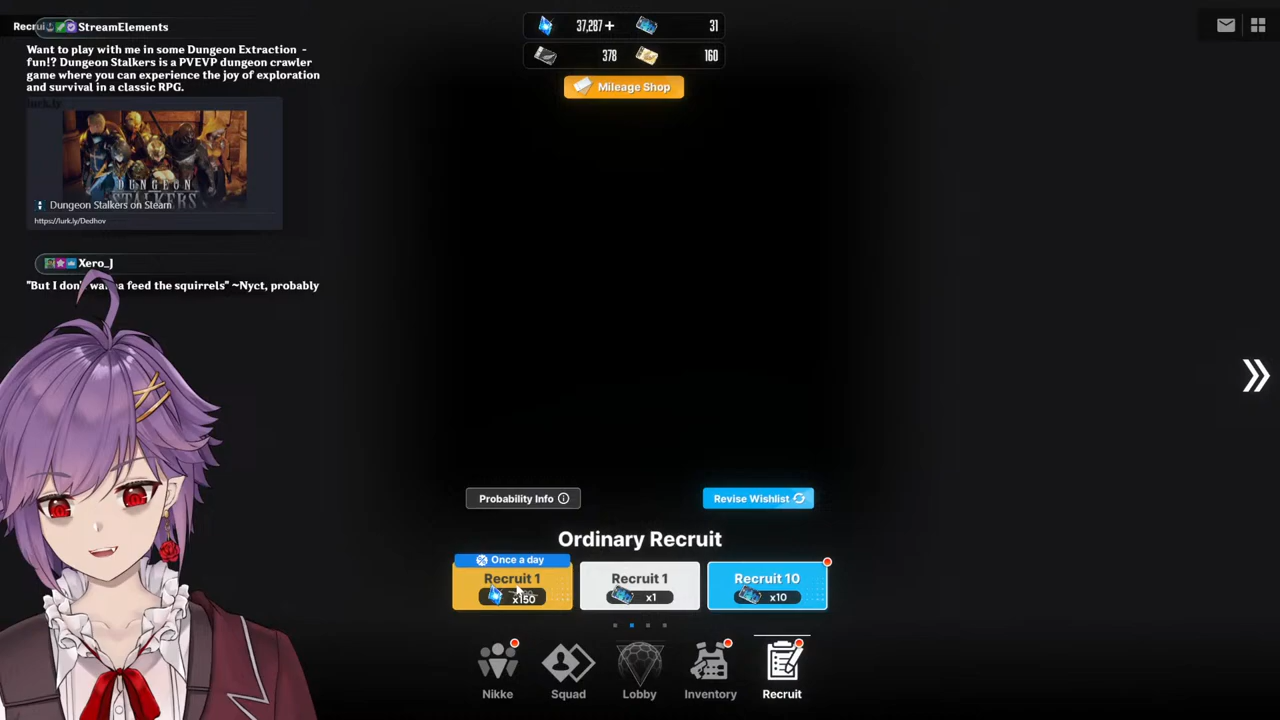 Recrui
StreamElements
Want to play with me in some Dungeon Extraction -
fun!? Dungeon Stalkers is a PVEVP dungeon crawler
game where you can experience the joy of exploration
and survival in a classic RPG.
lurk.ly
DUNGEON
STALKERS
Dungeon Stalkers on Steam
https://lurk.ly/Dedhov
Xero_J
"But I don't wanna feed the squirrels" ~Nyct, probably
37,287+
31
378
160
Mileage Shop
Probability Info
Revise Wishlist
Ordinary Recruit
Once a day
Recruit 1
x150
Recruit 1
x1
Recruit 10
x10
Nikke
Squad
Lobby
Inventory
Recruit